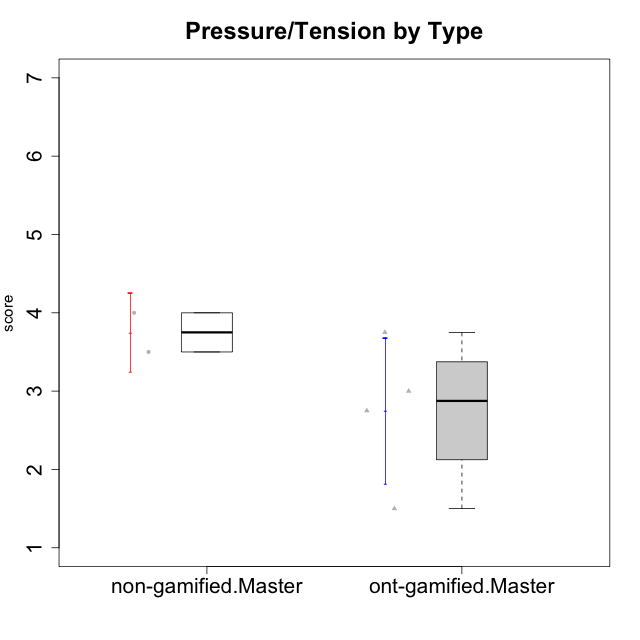 Pressure/Tension by Type
score
7
6
5
4
3
2
1
non-gamified.Master
ont-gamified.Master